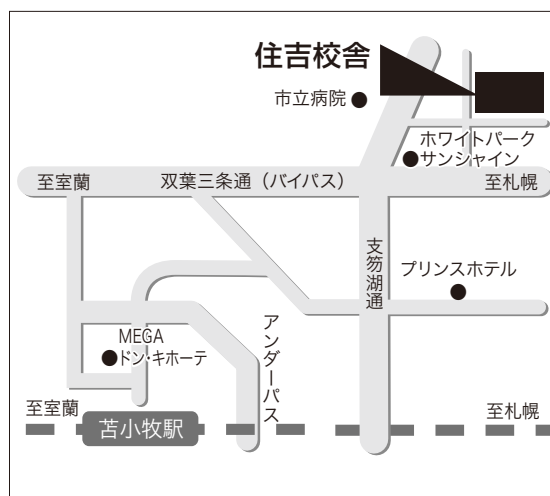 住吉校舎
市立病院
ホワイトパーク
サンシャイン
至室蘭
双葉三条通（バイパス）
至札幌
支笏湖通
プリンスホテル
アンダーパス
MEGA
ドン・キホーテ
至室蘭
至札幌
苫小牧駅